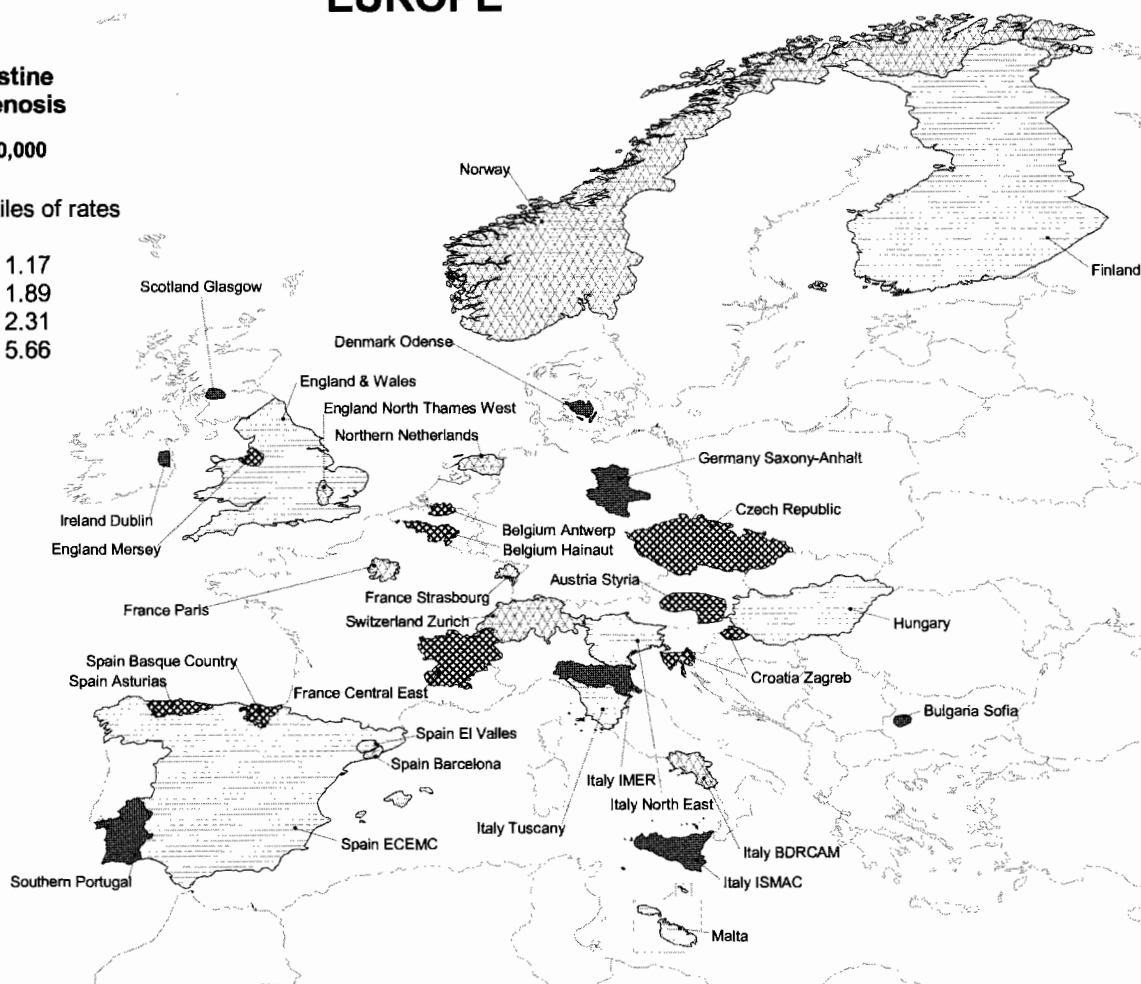 EUROPE
stine
enosis
0,000
iles of rates
1.17
1.89
2.31
5.66
Norway
Finland
Scotland Glasgow
Denmark Odense
England & Wales
England North Thames West
Northern Netherlands
Germany Saxony-Anhalt
Czech Republic
Ireland Dublin
Belgium Antwerp
England Mersey
Belgium Hainaut
Austria Styria
France Strasbourg
France Paris
Switzerland Zurich
Hungary
Spain Basque Country
Spain Asturias
Croatia Zagreb
France Central East
Bulgaria Sofia
Spain El Valles
Spain Barcelona
Italy IMER
Italy North East
Italy Tuscany
Spain ECEMC
Italy BDRCAM
Southern Portugal
Italy ISMAC
Malta